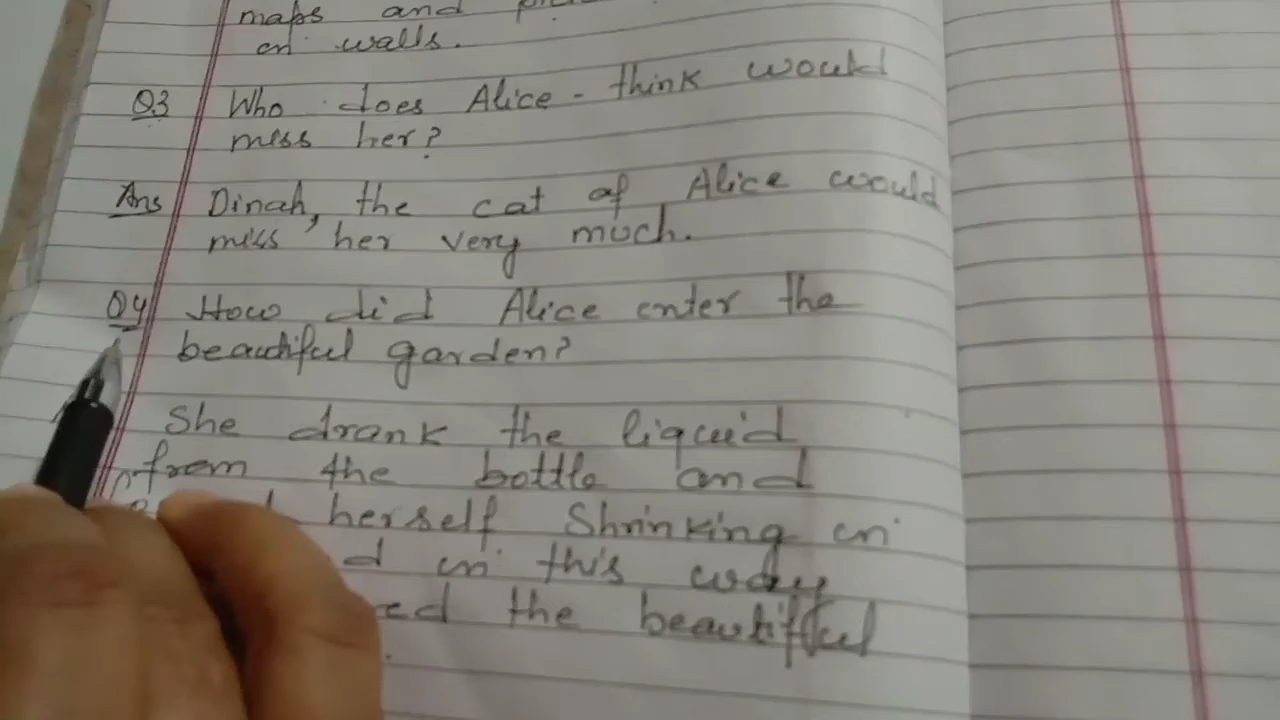 maps and
on walls.
Q3 Who does Alice - think would
miss her?
Ans Dinah, the cat of Alice would
miss her very much.
Q4 How did Alice enter the
beautiful garden?
She drank the liquid
from the bottle and
herself Shrinking in
in this way
the beautiful